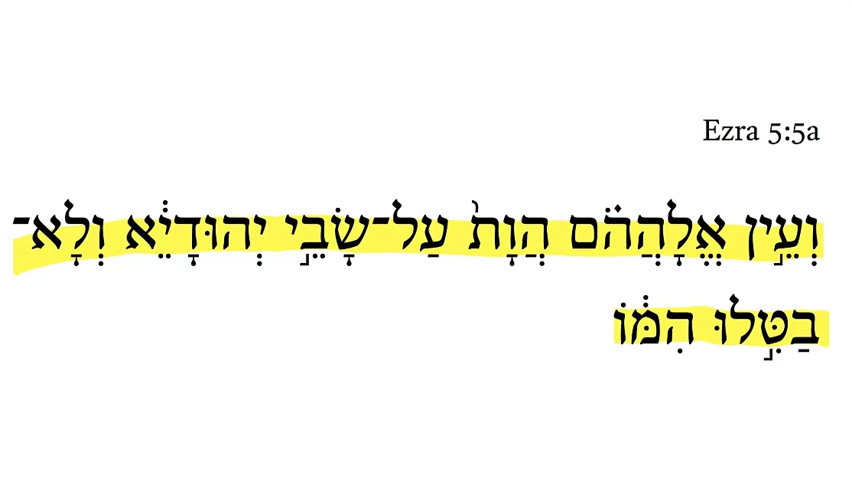 Ezra 5:5a
וְעֵ֣ין אֱלָהֲהֹ֗ם הֲוָת֙ עַל־שָׂבֵ֣י יְהוּדָיֵ֔א וְלָא־
בַטִּ֣לוּ הִמּ֔וֹ